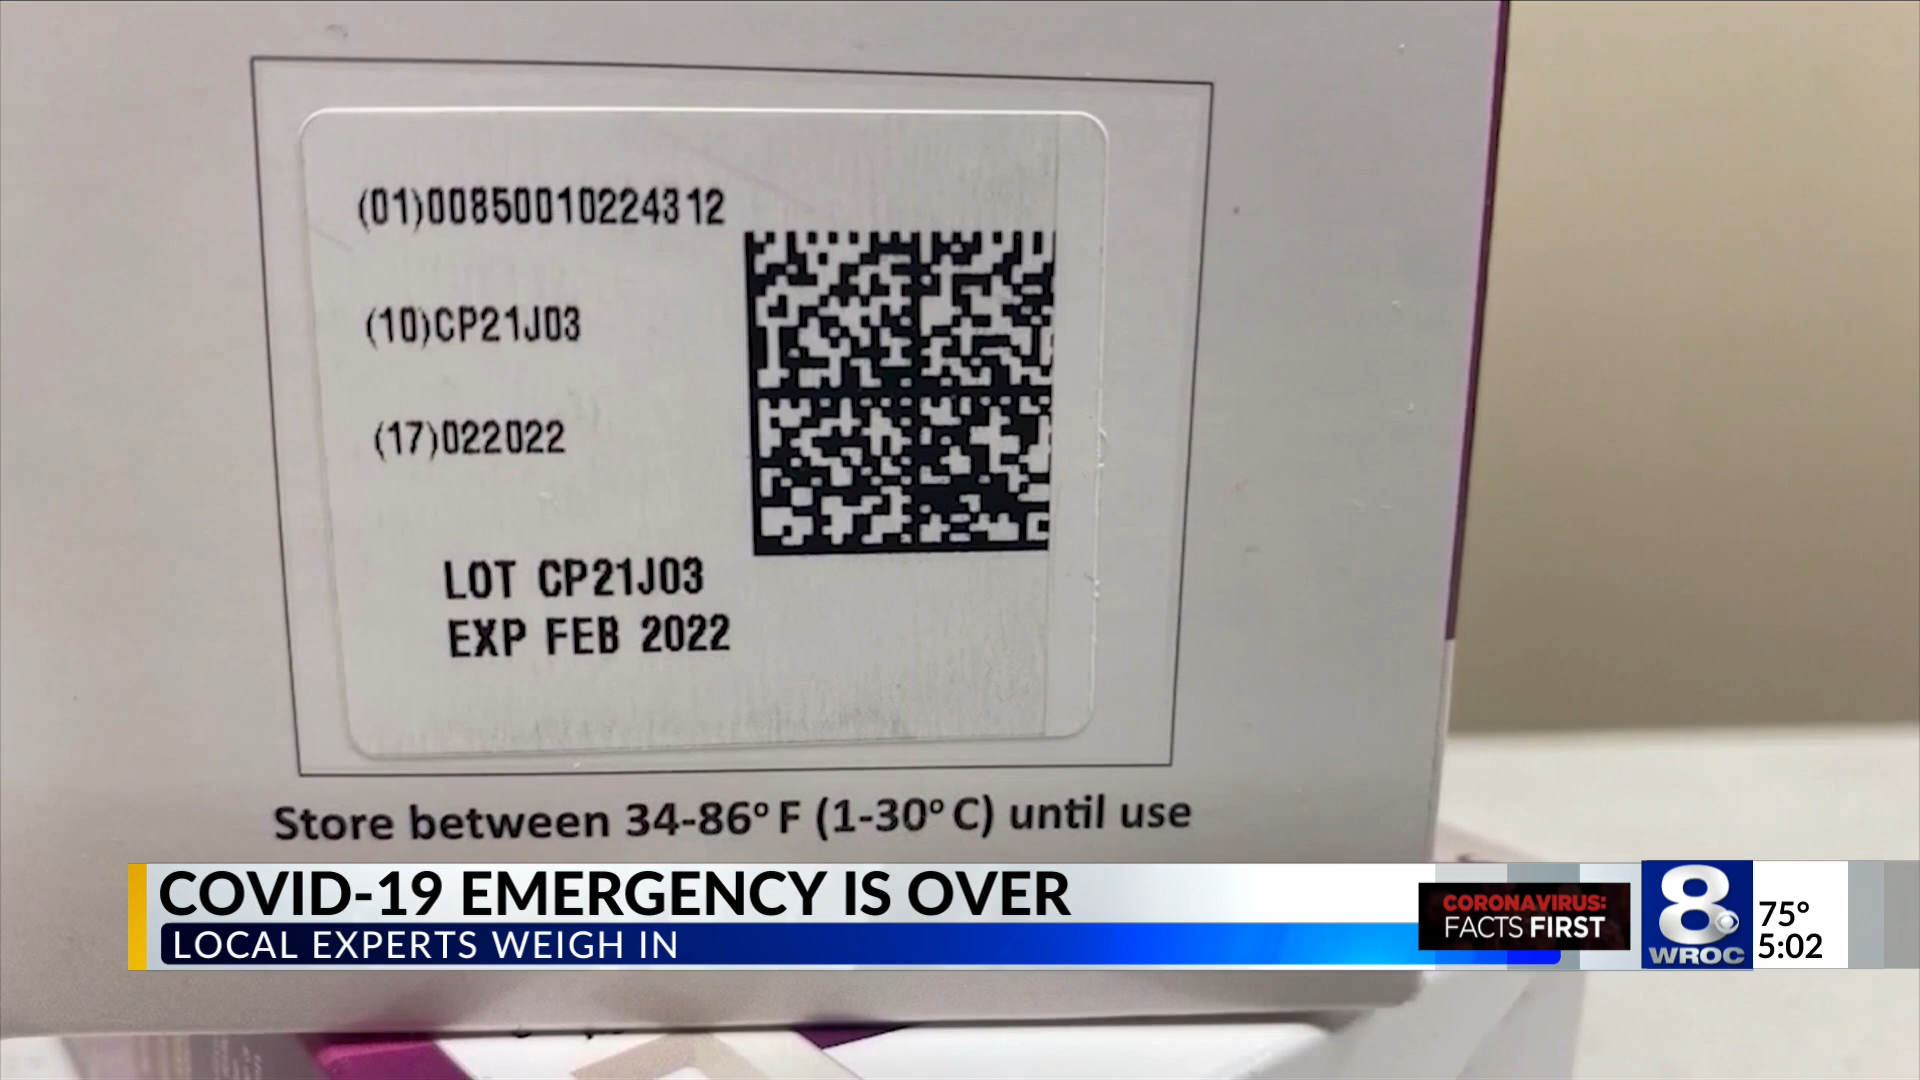 (01)00850010224312
(10)CP21J03
(17)022022
LOT CP21J03
EXP FEB 2022
Store between 34-86° F (1-30° C) until use
COVID-19 EMERGENCY IS OVER
LOCAL EXPERTS WEIGH IN
CORONAVIRUS:
FACTS FIRST
8
WROC
75°
5:02